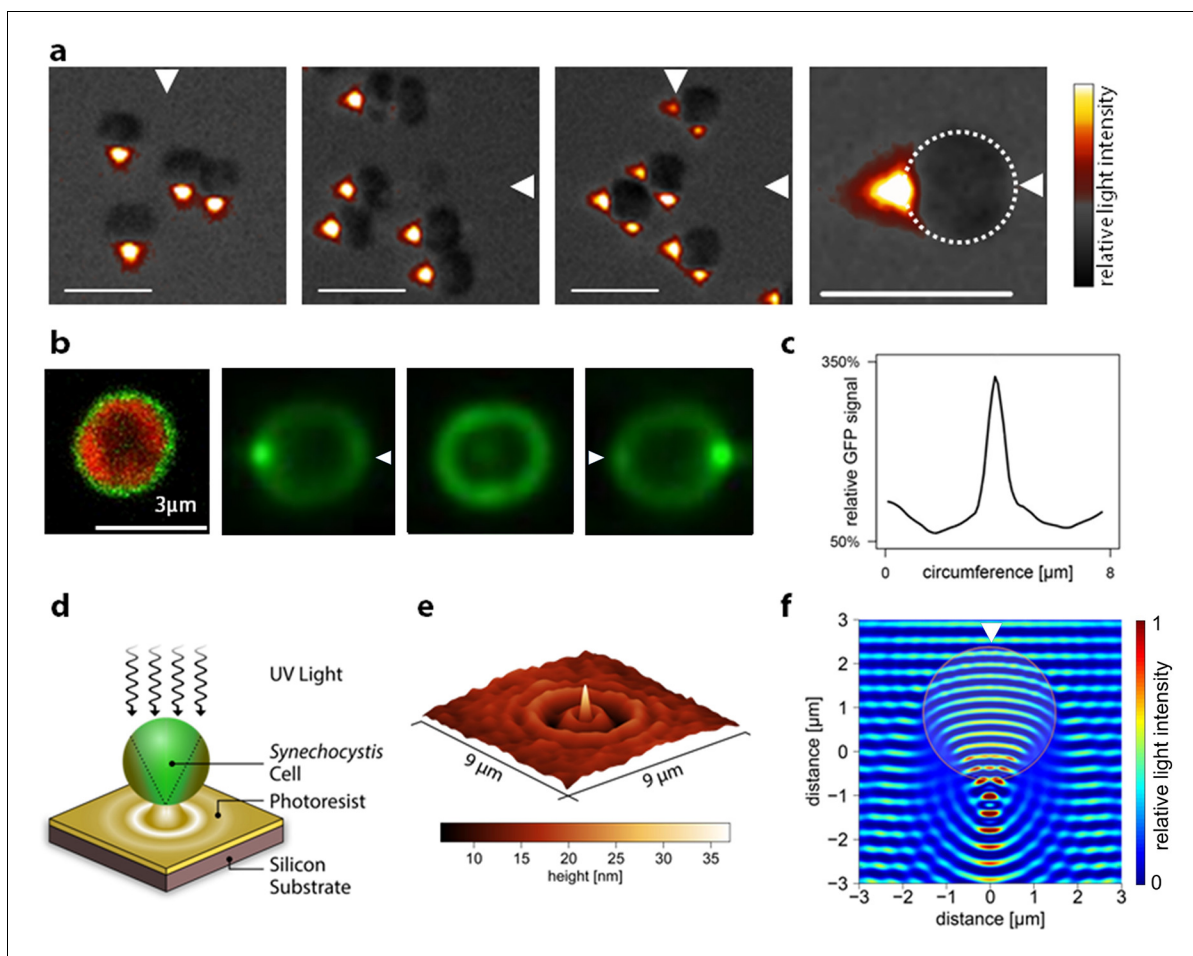 a
relative light intensity
b
3µm
c
350%
relative GFP signal
50%
0
circumference [µm]
8
d
UV Light
Synechocystis
Cell
Photoresist
Silicon
Substrate
e
9 µm
9 µm
10 15 20 25 30 35
height [nm]
f
3
2
1
0
−1
−2
−3
distance [µm]
−3 −2 −1 0 1 2 3
distance [µm]
1
relative light intensity
0